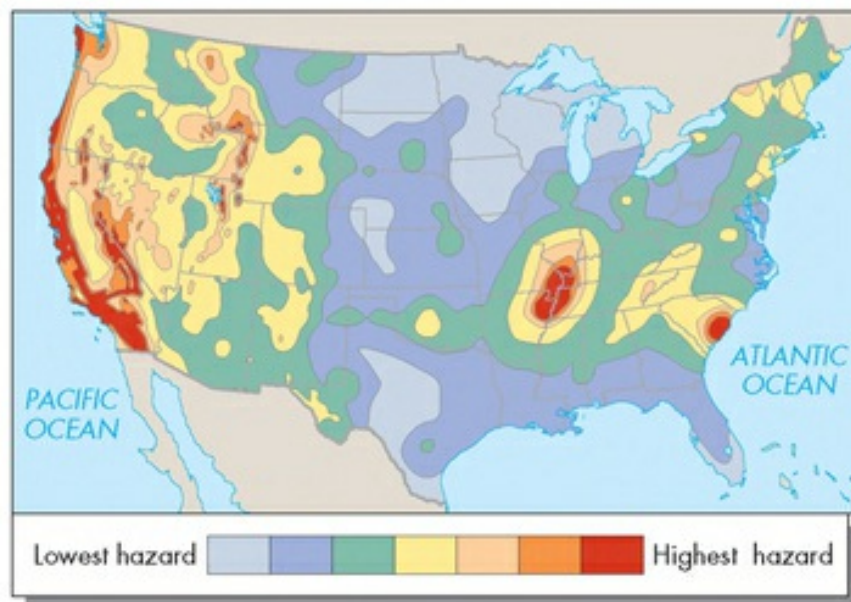 PACIFIC
OCEAN
ATLANTIC
OCEAN
Lowest hazard
Highest hazard